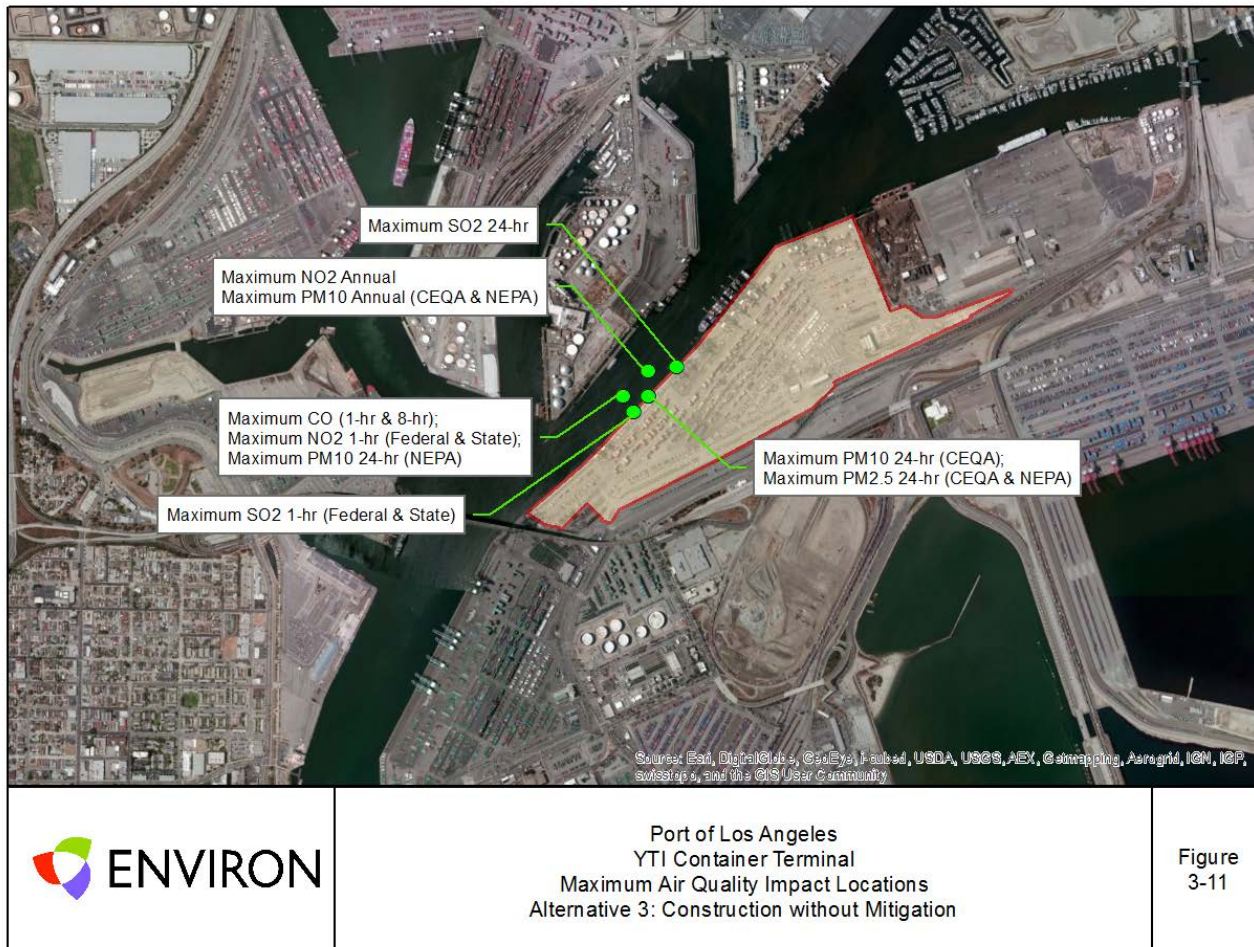 Maximum SO2 24-hr
Maximum NO2 Annual
Maximum PM10 Annual (CEQA & NEPA)
Maximum CO (1-hr & 8-hr);
Maximum NO2 1-hr (Federal & State);
Maximum PM10 24-hr (NEPA)
Maximum PM10 24-hr (CEQA);
Maximum PM2.5 24-hr (CEQA & NEPA)
Maximum SO2 1-hr (Federal & State)
Source: Esri, DigitalGlobe, GeoEye, i-cubed, USDA, USGS, AEX, Getmapping, Aerogrid, IGN, IGP,
swisstopo, and the GIS User Community
ENVIRON
Port of Los Angeles
YTI Container Terminal
Maximum Air Quality Impact Locations
Alternative 3: Construction without Mitigation
Figure
3-11